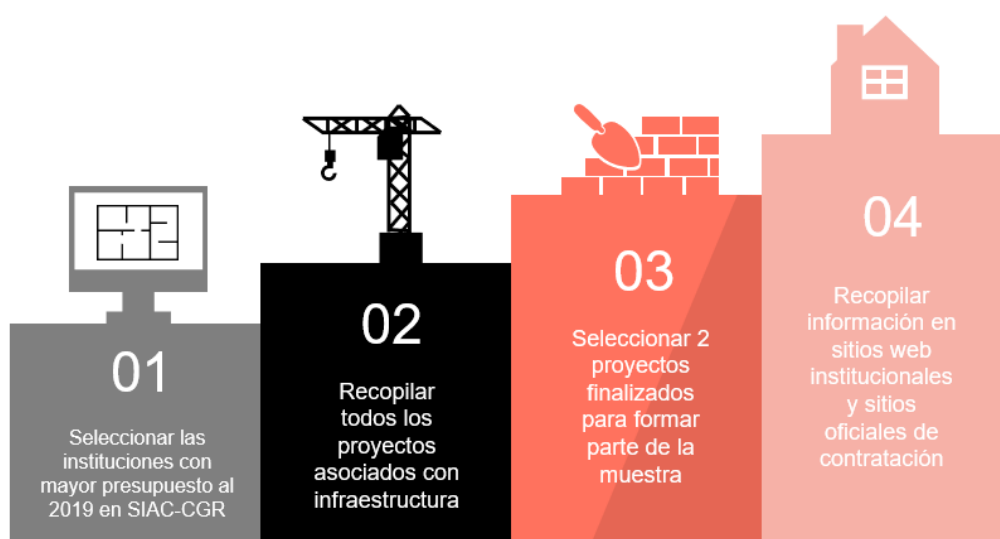 01
Seleccionar las
instituciones con
mayor presupuesto al
2019 en SIAC-CGR
02
Recopilar
todos los
proyectos
asociados con
infraestructura
03
Seleccionar 2
proyectos
finalizados
para formar
parte de la
muestra
04
Recopilar
información en
sitios web
institucionales
y sitios
oficiales de
contratación